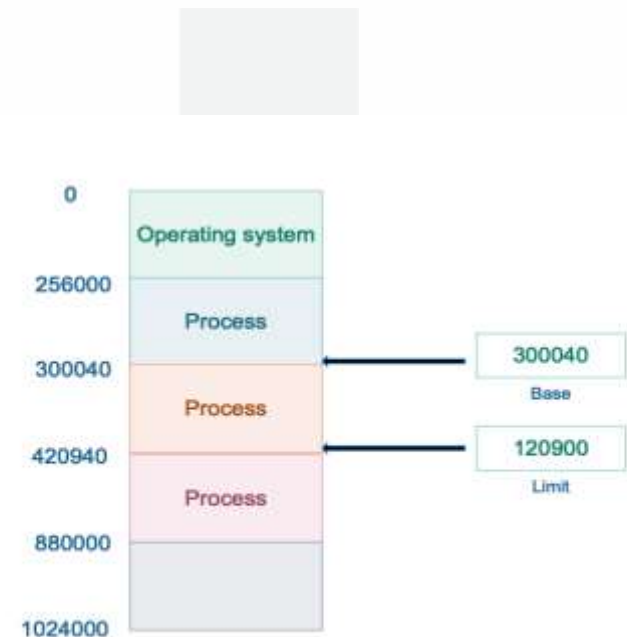 0
Operating system
256000
Process
300040
300040
Base
Process
420940
120900
Limit
Process
880000
1024000